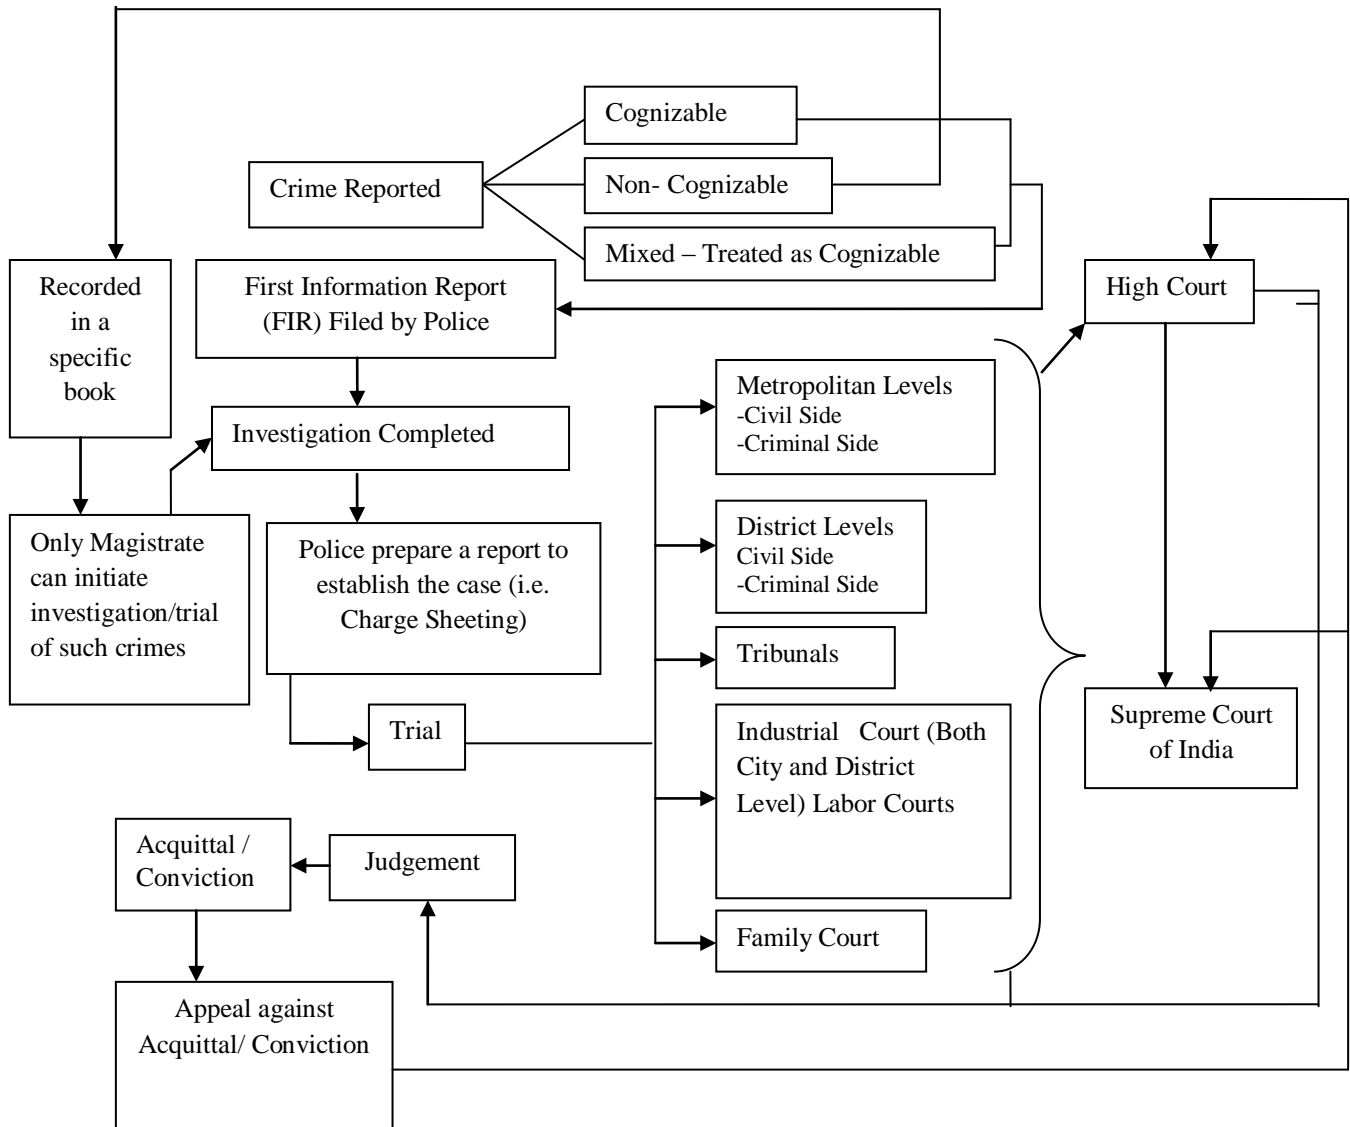 Cognizable
Crime Reported
Non- Cognizable
Mixed – Treated as Cognizable
Recorded
in a
specific
book
First Information Report
(FIR) Filed by Police
High Court
Metropolitan Levels
-Civil Side
-Criminal Side
Investigation Completed
Only Magistrate
can initiate
investigation/trial
of such crimes
Police prepare a report to
establish the case (i.e.
Charge Sheeting)
District Levels
Civil Side
-Criminal Side
Tribunals
Supreme Court
of India
Trial
Industrial Court (Both
City and District
Level) Labor Courts
Acquittal /
Conviction
Judgement
Family Court
Appeal against
Acquittal/ Conviction